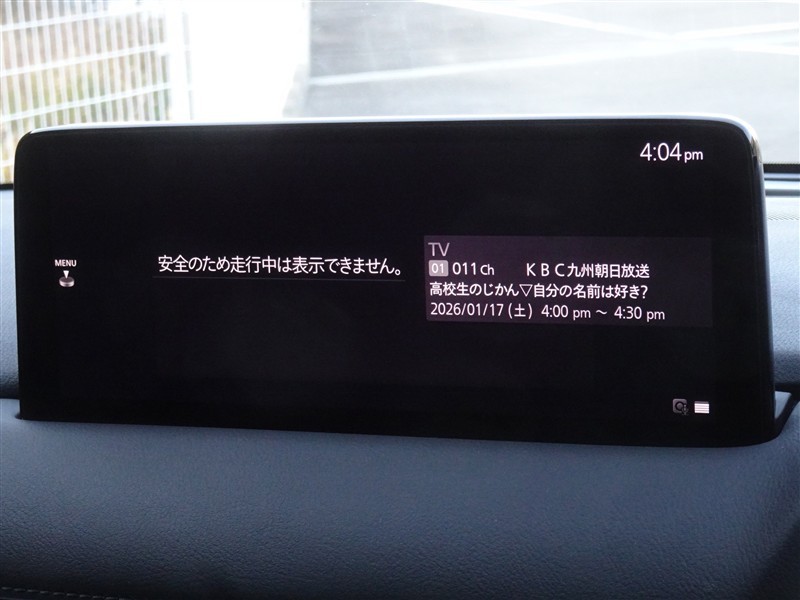 4:04pm
MENU
安全のため走行中は表示できません。
TV
01 011Ch ＫＢＣ九州朝日放送
高校生のじかん▽自分の名前は好き?
2026/01/17 (土) 4:00 pm ～ 4:30 pm